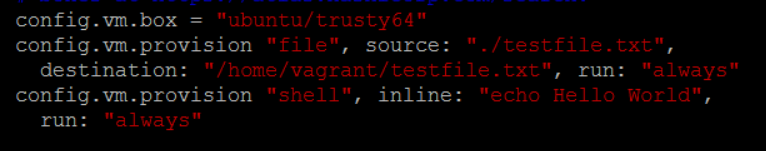 config.vm.box = "ubuntu/trusty64"
config.vm.provision "file", source: "./testfile.txt",
destination: "/home/vagrant/testfile.txt", run: "always"
config.vm.provision "shell", inline: "echo Hello World",
run: "always"